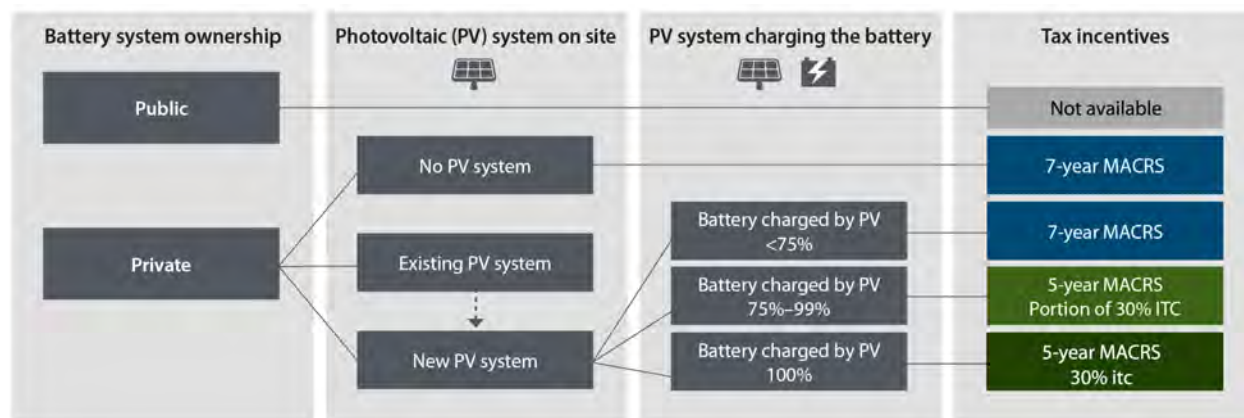 Battery system ownership
Photovoltaic (PV) system on site
PV system charging the battery
Tax incentives
Public
Not available
No PV system
7-year MACRS
Private
Existing PV system
New PV system
Battery charged by PV
<75%
7-year MACRS
Battery charged by PV
75%–99%
5-year MACRS
Portion of 30% ITC
Battery charged by PV
100%
5-year MACRS
30% itc